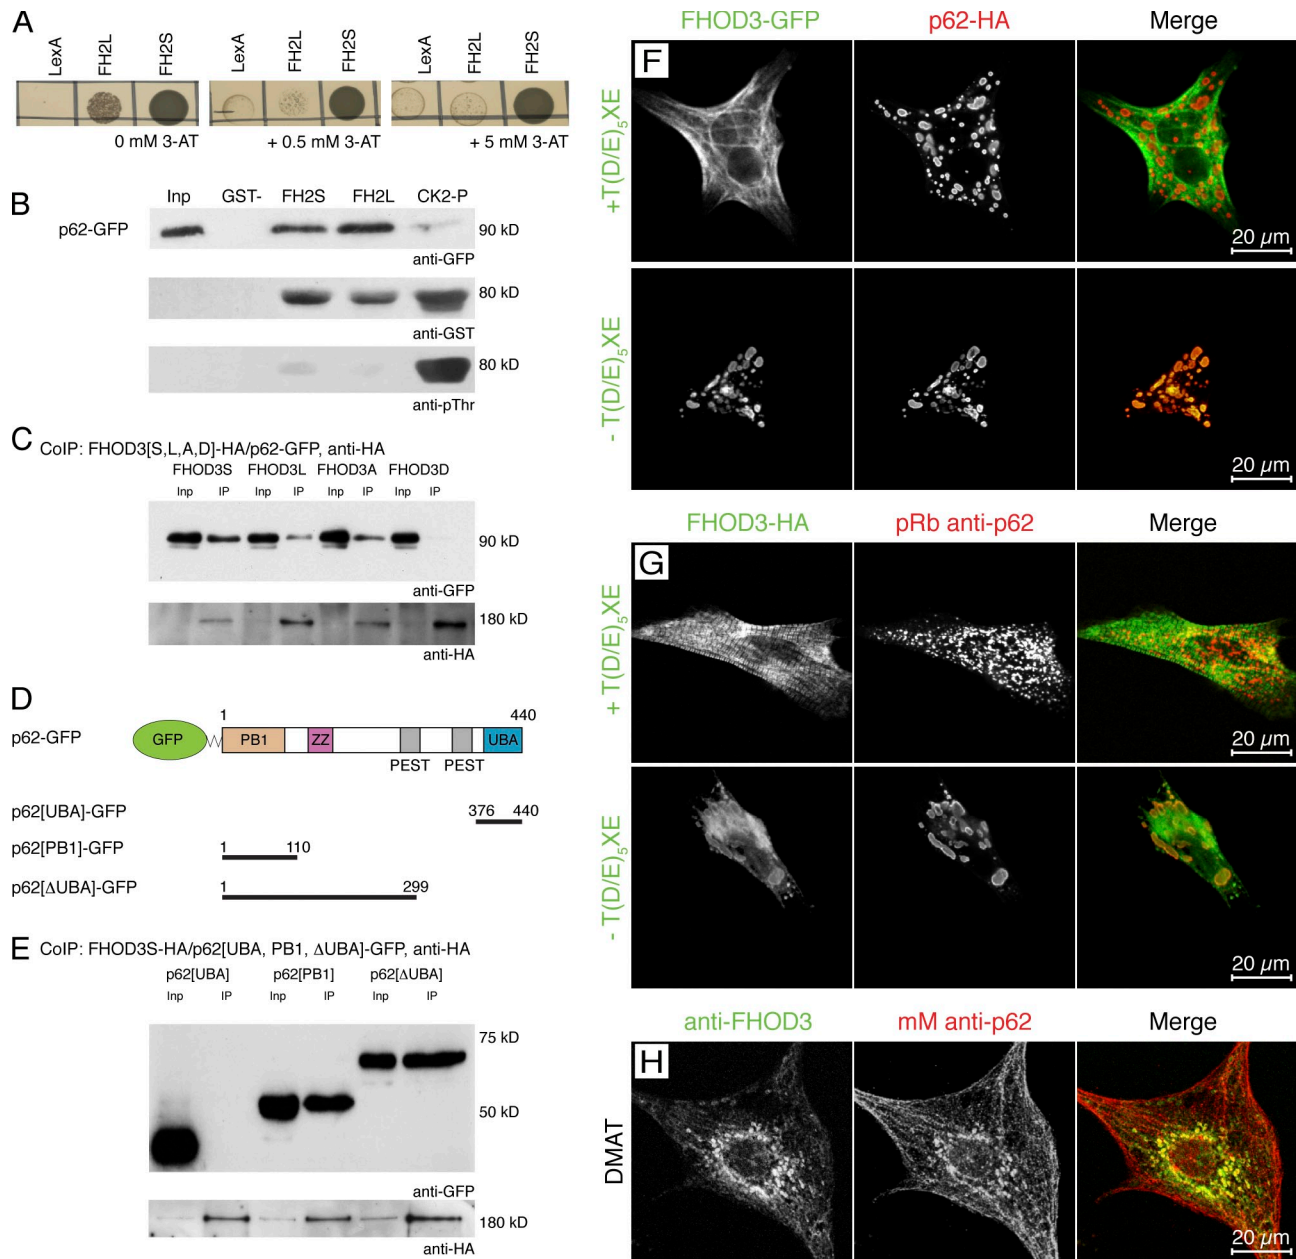 A
LexA FH2L FH2S LexA FH2L FH2S LexA FH2L FH2S
0 mM 3-AT + 0.5 mM 3-AT + 5 mM 3-AT
B
Inp GST- FH2S FH2L CK2-P
p62-GFP 90 kD
anti-GFP
80 kD
anti-GST
80 kD
anti-pThr
C CoIP: FHOD3[S,L,A,D]-HA/p62-GFP, anti-HA
FHOD3S FHOD3L FHOD3A FHOD3D
Inp IP Inp IP Inp IP Inp IP
90 kD
anti-GFP
180 kD
anti-HA
D
1 440
p62-GFP GFP PB1 ZZ UBA
PEST PEST
p62[UBA]-GFP 376 440
p62[PB1]-GFP 1 110
p62[ΔUBA]-GFP 1 299
E CoIP: FHOD3S-HA/p62[UBA, PB1, ΔUBA]-GFP, anti-HA
p62[UBA] p62[PB1] p62[ΔUBA]
Inp IP Inp IP Inp IP
75 kD
50 kD
anti-GFP
180 kD
anti-HA
FHOD3-GFP p62-HA Merge
F
+T(D/E)5XE
20 µm
- T(D/E)5XE
20 µm
FHOD3-HA pRb anti-p62 Merge
G
+ T(D/E)5XE
20 µm
- T(D/E)5XE
20 µm
anti-FHOD3 mM anti-p62 Merge
H
DMAT
20 µm